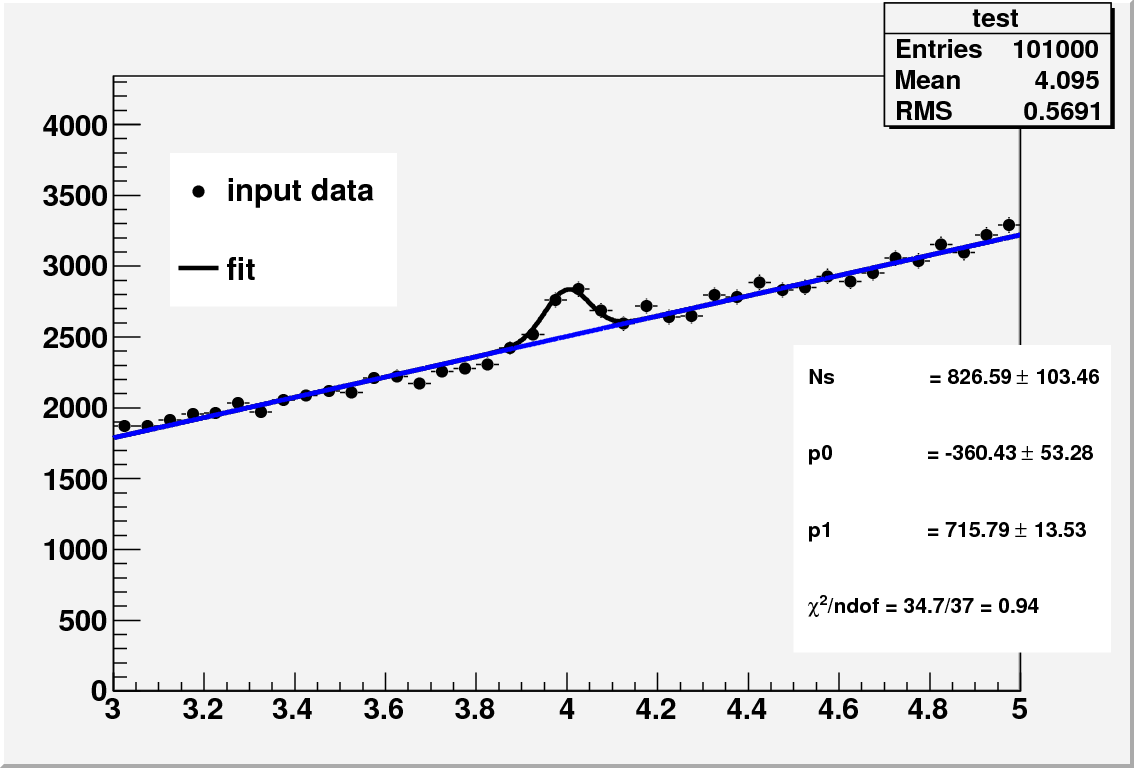 test
Entries 101000
Mean 4.095
RMS 0.5691
4000
3500
3000
2500
2000
1500
1000
500
0
input data
fit
Ns = 826.59 ± 103.46
p0 = -360.43 ± 53.28
p1 = 715.79 ± 13.53
χ²/ndof = 34.7/37 = 0.94
3 3.2 3.4 3.6 3.8 4 4.2 4.4 4.6 4.8 5